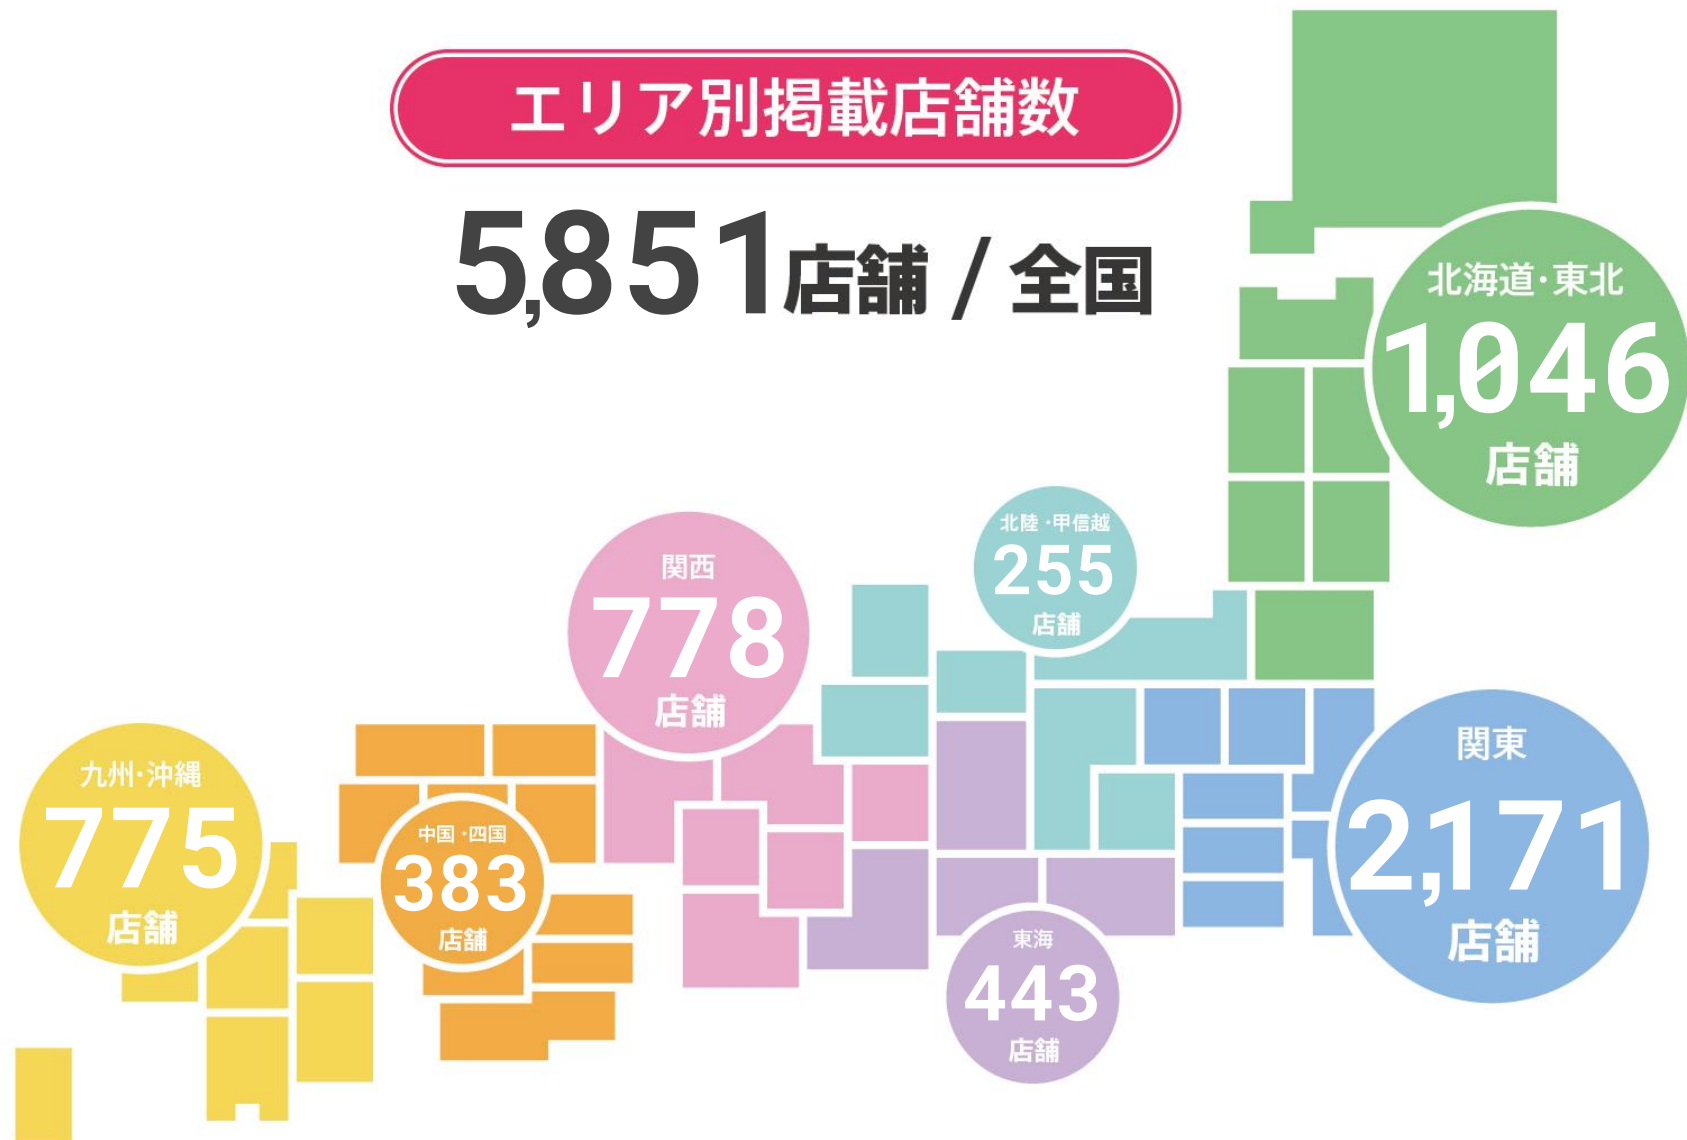 エリア別掲載店舗数
5,851店舗 / 全国
北海道・東北
1,046
店舗
北陸・甲信越
255
店舗
関西
778
店舗
関東
2,171
店舗
九州・沖縄
775
店舗
中国・四国
383
店舗
東海
443
店舗